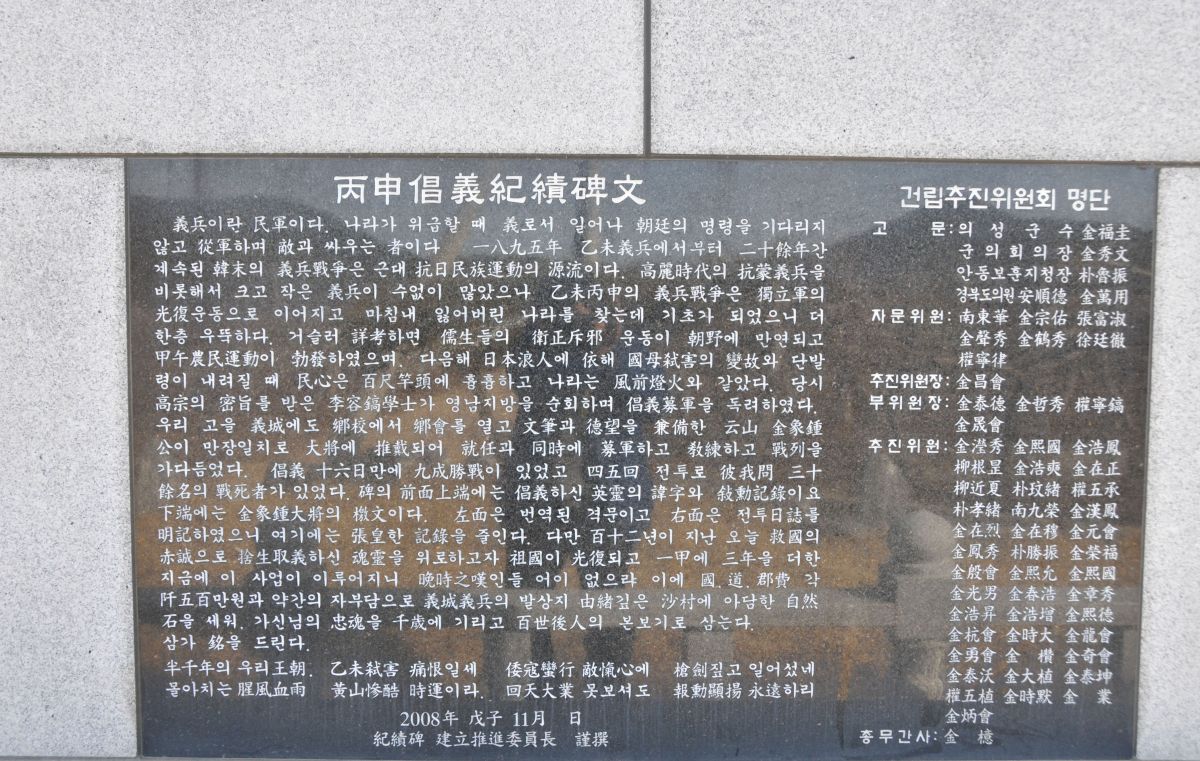 丙申倡義紀績碑文
義兵이란 民軍이다. 나라가 위급할 때 義로서 일어나 朝廷의 명령을 기다리지
않고 從軍하며 敵과 싸우는 者이다 一八九五年 乙未義兵에서부터 二十餘年간
계속된 韓末의 義兵戰爭은 근대 抗日民族運動의 源流이다. 高麗時代의 抗蒙義兵을
비롯해서 크고 작은 義兵이 수없이 많았으나 乙未丙申의 義兵戰爭은 獨立軍의
光復운동으로 이어지고 마침내 잃어버린 나라를 찾는데 기초가 되었으니 더
한층 우뚝하다. 거슬러 詳考하면 儒生들의 衛正斥邪 운동이 朝野에 만연되고
甲午農民運動이 勃發하였으며. 다음해 日本浪人에 依해 國母弑害의 變故와 단발
령이 내려질 때 民心은 百尺竿頭에 흉흉하고 나라는 風前燈火와 같았다. 당시
高宗의 密旨를 받은 李容鎬學士가 영남지방을 순회하며 倡義募軍을 독려하였다.
우리 고을 義城에도 鄕校에서 鄕會를 열고 文筆과 德望을 兼備한 云山 金象鍾
공이 만장일치로 大將에 推戴되어 就任과 同時에 募軍하고 敎練하고 戰列을
가다듬었다. 倡義 十六日만에 九成勝戰이 있었고 四五回 전투로 彼我間 三十
餘名의 戰死者가 있었다. 碑의 前面上端에는 倡義하신 英靈의 諱字와 敍勳記錄이요
下端에는 金象鍾大將의 檄文이다. 左面은 번역된 격문이고 右面은 전투日誌를
明記하였으니 여기에는 張皇한 記錄을 줄인다. 다만 百十二년이 지난 오늘 救國의
赤誠으로 捨生取義하신 魂靈을 위로하고자 祖國이 光復되고 一甲에 三年을 더한
지금에 이 사업이 이루어지니 晩時之嘆인들 어이 없으랴 이에 國.道.郡費 각
阡五百만원과 약간의 자부담으로 義城義兵의 발상지 由緖깊은 沙村에 아담한 自然
石을 세워. 가신님의 忠魂을 千歲에 기리고 百世後人의 본보기로 삼는다.
삼가 銘을 드린다.
半千年의 우리王朝. 乙未弑害 痛恨일세 倭寇蠻行 敵愾心에 槍劍짚고 일어섰네
몰아치는 腥風血雨 黃山慘酷 時運이라. 回天大業 못보셔도 報勳顯揚 永遠하리
2008年 戊子 11月 日
紀績碑 建立推進委員長 謹撰
건립추진위원회 명단
고 문: 의 성 군 수 金福圭
군 의 회 의 장 金秀文
안동보훈지청장 朴魯振
경북도의원 安順德 金萬用
자문위원: 南東華 金宗佑 張富淑
金聲秀 金鶴秀 徐廷徹
權寧律
추진위원장: 金昌會
부위원장: 金泰德 金哲秀 權寧鎬
金晟會
추진위원: 金瀅秀 金熙國 金浩鳳
柳根昱 金浩奭 金在正
柳近夏 朴玟緖 權五承
朴孝緖 南九榮 金漢鳳
金在烈 金在穆 金元會
金鳳秀 朴勝振 金榮福
金殷會 金熙允 金熙國
金光男 金春浩 金章秀
金浩昇 金浩增 金熙德
金杭會 金時大 金龍會
金勇會 金 欑 金奇會
金泰沃 金大植 金泰坤
權五植 金時默 金 業
金炳會
총무간사: 金 檍